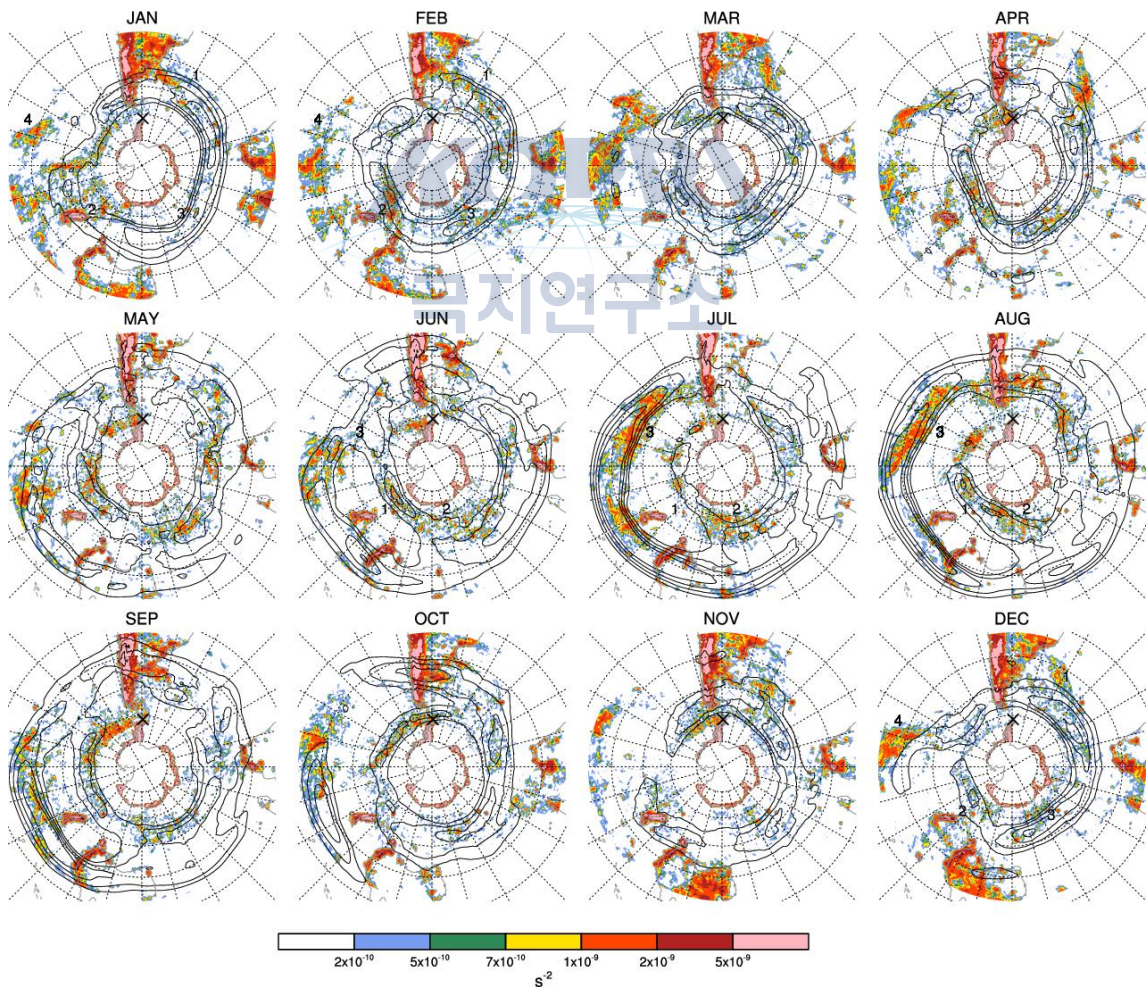 JAN FEB MAR APR
1 1
4 4
2 3 2 3
KOPRI
극지연구소
MAY JUN JUL AUG
3 3 3
1 2 1 2 1 2
SEP OCT NOV DEC
1
4
2 3
2x10⁻¹⁰ 5x10⁻¹⁰ 7x10⁻¹⁰ 1x10⁻⁹ 2x10⁻⁹ 5x10⁻⁹
s⁻²